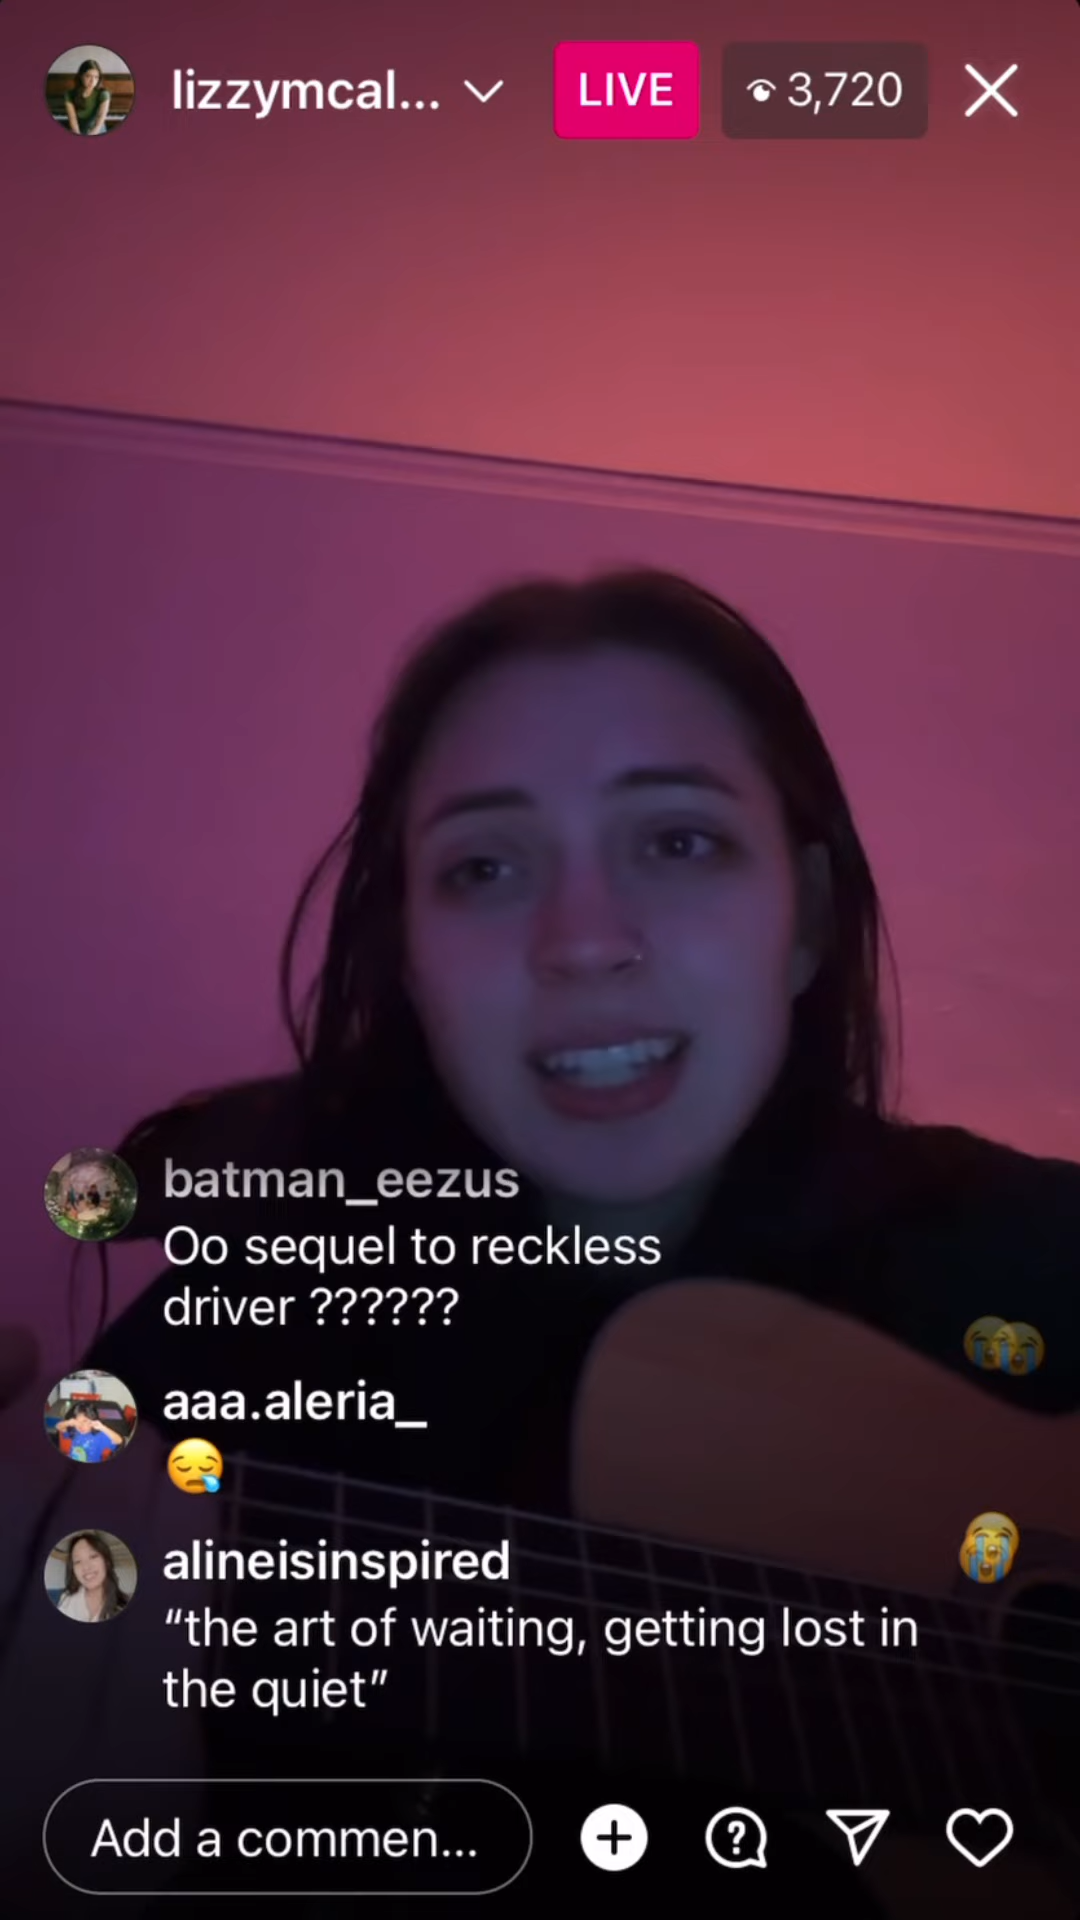 lizzymcal...
LIVE
3,720
batman_eezus
Oo sequel to reckless
driver ??????
aaa.aleria_
😪
alineisinspired
“the art of waiting, getting lost in
the quiet”
Add a commen...